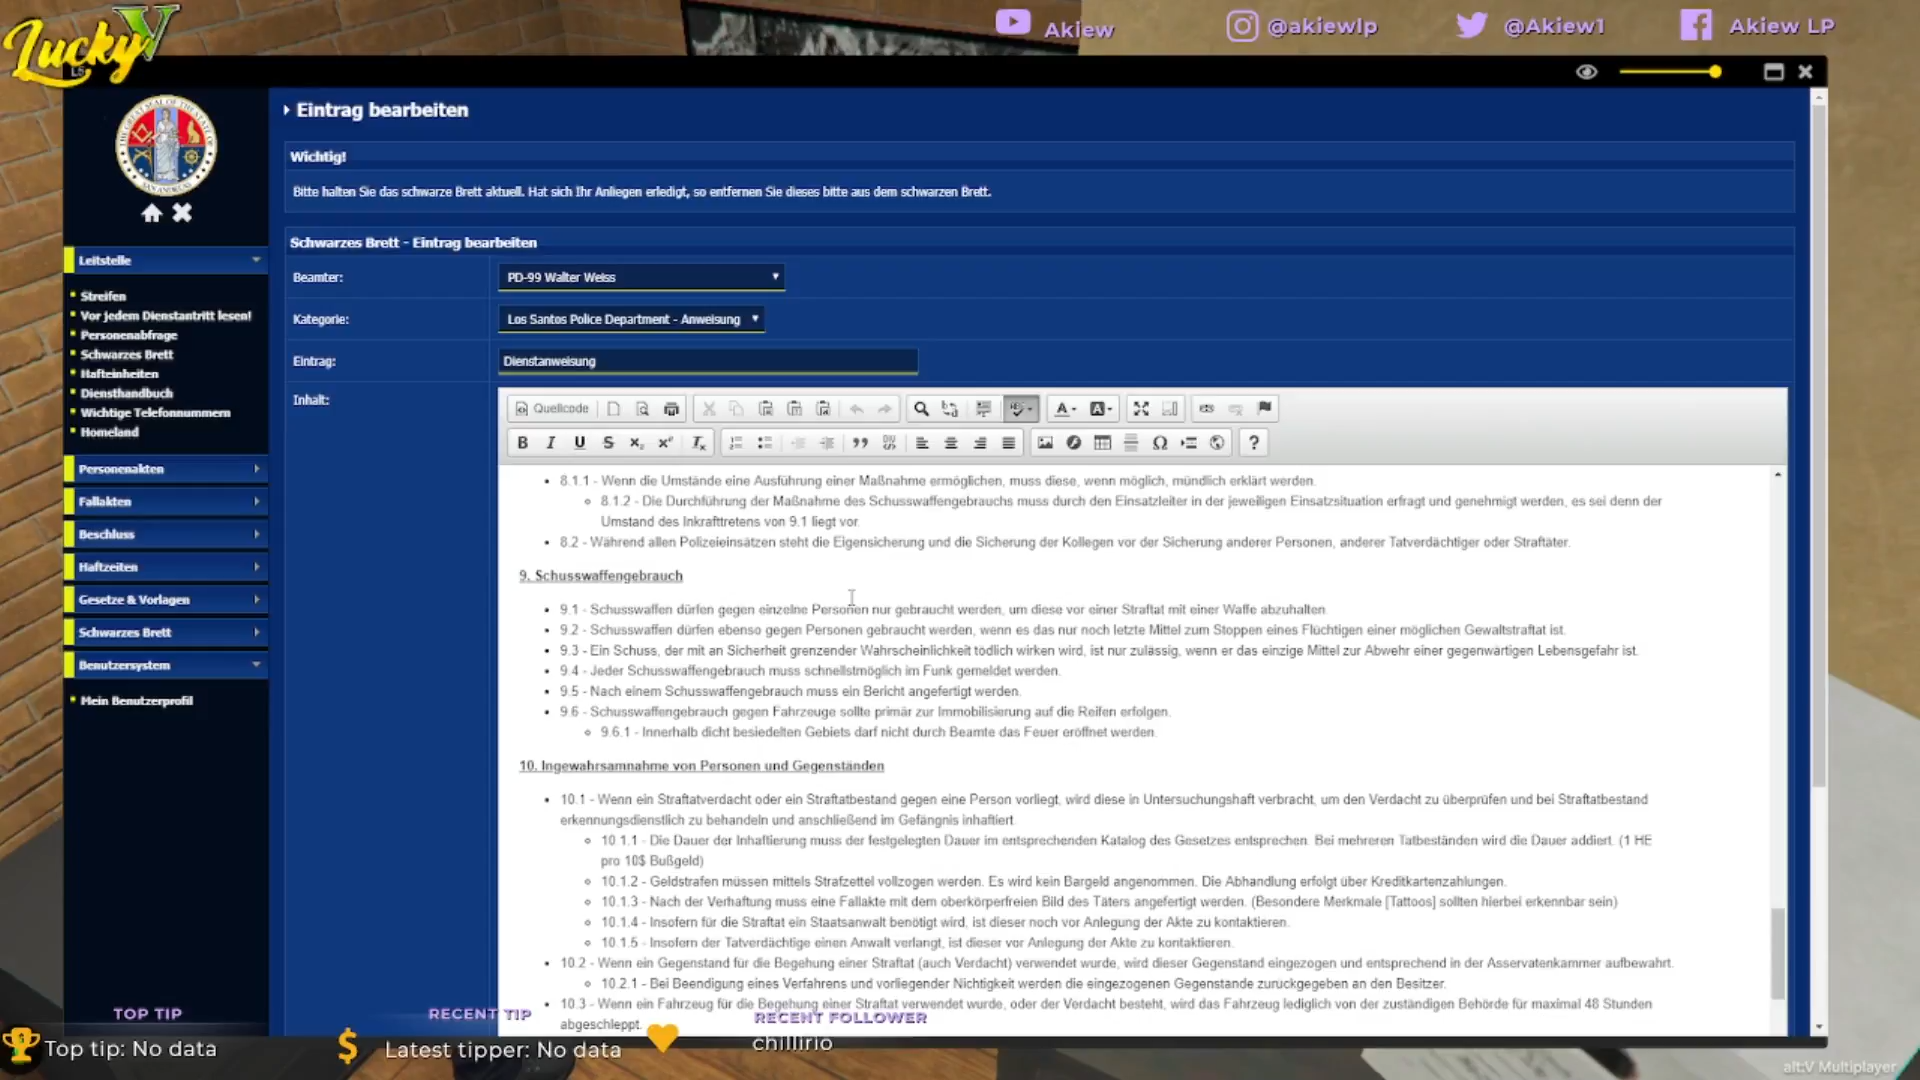 LuckyV
Akiew
@akiewlp
@Akiew1
Akiew LP
THE GREAT SEAL OF THE STATE OF
SAN ANDREAS
Eintrag bearbeiten
Wichtig!
Bitte halten Sie das schwarze Brett aktuell. Hat sich Ihr Anliegen erledigt, so entfernen Sie dieses bitte aus dem schwarzen Brett.
Leitstelle
Streifen
Vor jedem Dienstantritt lesen!
Personenabfrage
Schwarzes Brett
Hafteinheiten
Diensthandbuch
Wichtige Telefonnummern
Homeland
Personenakten
Fallakten
Beschluss
Haftzeiten
Gesetze & Vorlagen
Schwarzes Brett
Benutzersystem
Mein Benutzerprofil
Schwarzes Brett - Eintrag bearbeiten
Beamter:
PD-99 Walter Weiss
Kategorie:
Los Santos Police Department - Anweisung
Eintrag:
Dienstanweisung
Inhalt:
Quellcode
8.1.1 - Wenn die Umstände eine Ausführung einer Maßnahme ermöglichen, muss diese, wenn möglich, mündlich erklärt werden.
8.1.2 - Die Durchführung der Maßnahme des Schusswaffengebrauchs muss durch den Einsatzleiter in der jeweiligen Einsatzsituation erfragt und genehmigt werden, es sei denn der
Umstand des Inkrafttretens von 9.1 liegt vor.
8.2 - Während allen Polizeieinsätzen steht die Eigensicherung und die Sicherung der Kollegen vor der Sicherung anderer Personen, anderer Tatverdächtiger oder Straftäter.
9. Schusswaffengebrauch
9.1 - Schusswaffen dürfen gegen einzelne Personen nur gebraucht werden, um diese vor einer Straftat mit einer Waffe abzuhalten.
9.2 - Schusswaffen dürfen ebenso gegen Personen gebraucht werden, wenn es das nur noch letzte Mittel zum Stoppen eines Flüchtigen einer möglichen Gewaltstraftat ist.
9.3 - Ein Schuss, der mit an Sicherheit grenzender Wahrscheinlichkeit tödlich wirken wird, ist nur zulässig, wenn er das einzige Mittel zur Abwehr einer gegenwärtigen Lebensgefahr ist.
9.4 - Jeder Schusswaffengebrauch muss schnellstmöglich im Funk gemeldet werden.
9.5 - Nach einem Schusswaffengebrauch muss ein Bericht angefertigt werden.
9.6 - Schusswaffengebrauch gegen Fahrzeuge sollte primär zur Immobilisierung auf die Reifen erfolgen.
9.6.1 - Innerhalb dicht besiedelten Gebiets darf nicht durch Beamte das Feuer eröffnet werden.
10. Ingewahrsamnahme von Personen und Gegenständen
10.1 - Wenn ein Straftatverdacht oder ein Straftatbestand gegen eine Person vorliegt, wird diese in Untersuchungshaft verbracht, um den Verdacht zu überprüfen und bei Straftatbestand
erkennungsdienstlich zu behandeln und anschließend im Gefängnis inhaftiert
10.1.1 - Die Dauer der Inhaftierung muss der festgelegten Dauer im entsprechenden Katalog des Gesetzes entsprechen. Bei mehreren Tatbeständen wird die Dauer addiert. (1 HE
pro 10$ Bußgeld)
10.1.2 - Geldstrafen müssen mittels Strafzettel vollzogen werden. Es wird kein Bargeld angenommen. Die Abhandlung erfolgt über Kreditkartenzahlungen.
10.1.3 - Nach der Verhaftung muss eine Fallakte mit dem oberkörperfreien Bild des Täters angefertigt werden. (Besondere Merkmale [Tattoos] sollten hierbei erkennbar sein)
10.1.4 - Insofern für die Straftat ein Staatsanwalt benötigt wird, ist dieser noch vor Anlegung der Akte zu kontaktieren.
10.1.5 - Insofern der Tatverdächtige einen Anwalt verlangt, ist dieser vor Anlegung der Akte zu kontaktieren.
10.2 - Wenn ein Gegenstand für die Begehung einer Straftat (auch Verdacht) verwendet wurde, wird dieser Gegenstand eingezogen und entsprechend in der Asservatenkammer aufbewahrt.
10.2.1 - Bei Beendigung eines Verfahrens und vorliegender Nichtigkeit werden die eingezogenen Gegenstände zurückgegeben an den Besitzer.
10.3 - Wenn ein Fahrzeug für die Begehung einer Straftat verwendet wurde, oder der Verdacht besteht, wird das Fahrzeug lediglich von der zuständigen Behörde für maximal 48 Stunden
abgeschleppt.
TOP TIP
Top tip: No data
RECENT TIP
Latest tipper: No data
RECENT FOLLOWER
chillirio
alt:V Multiplayer